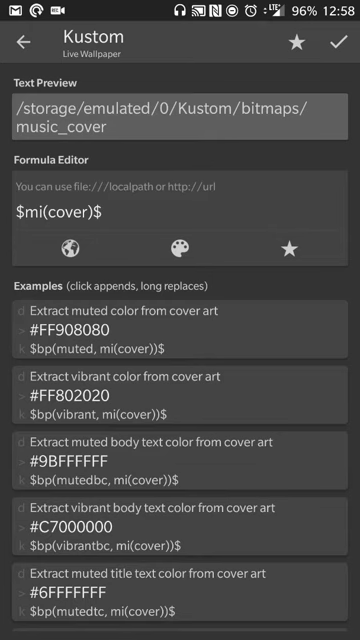 LTE 96% 12:58
Kustom
Live Wallpaper
Text Preview
/storage/emulated/0/Kustom/bitmaps/
music_cover
Formula Editor
You can use file:///localpath or http://url
$mi(cover)$
Examples (click appends, long replaces)
d Extract muted color from cover art
> #FF908080
k $bp(muted, mi(cover))$
d Extract vibrant color from cover art
> #FF802020
k $bp(vibrant, mi(cover))$
d Extract muted body text color from cover art
> #9BFFFFFF
k $bp(mutedbc, mi(cover))$
d Extract vibrant body text color from cover art
> #C7000000
k $bp(vibrantbc, mi(cover))$
d Extract muted title text color from cover art
> #6FFFFFFF
k $bp(mutedtc, mi(cover))$